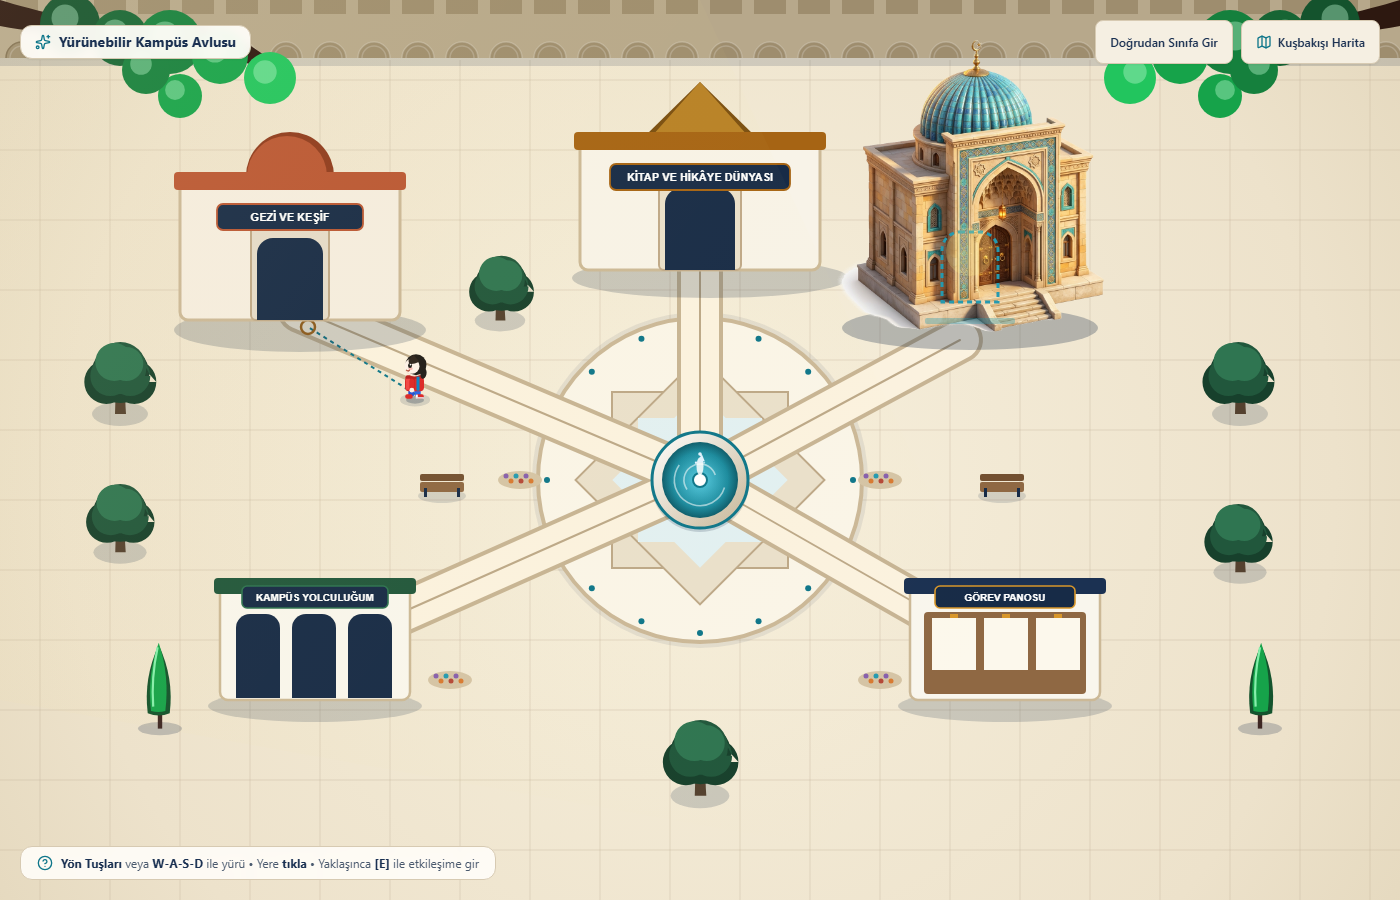 Yürünebilir Kampüs Avlusu
Doğrudan Sınıfa Gir
Kuşbakışı Harita
KİTAP VE HİKÂYE DÜNYASI
GEZİ VE KEŞİF
KAMPÜS YOLCULUĞUM
GÖREV PANOSU
Yön Tuşları veya W-A-S-D ile yürü • Yere tıkla • Yaklaşınca [E] ile etkileşime gir